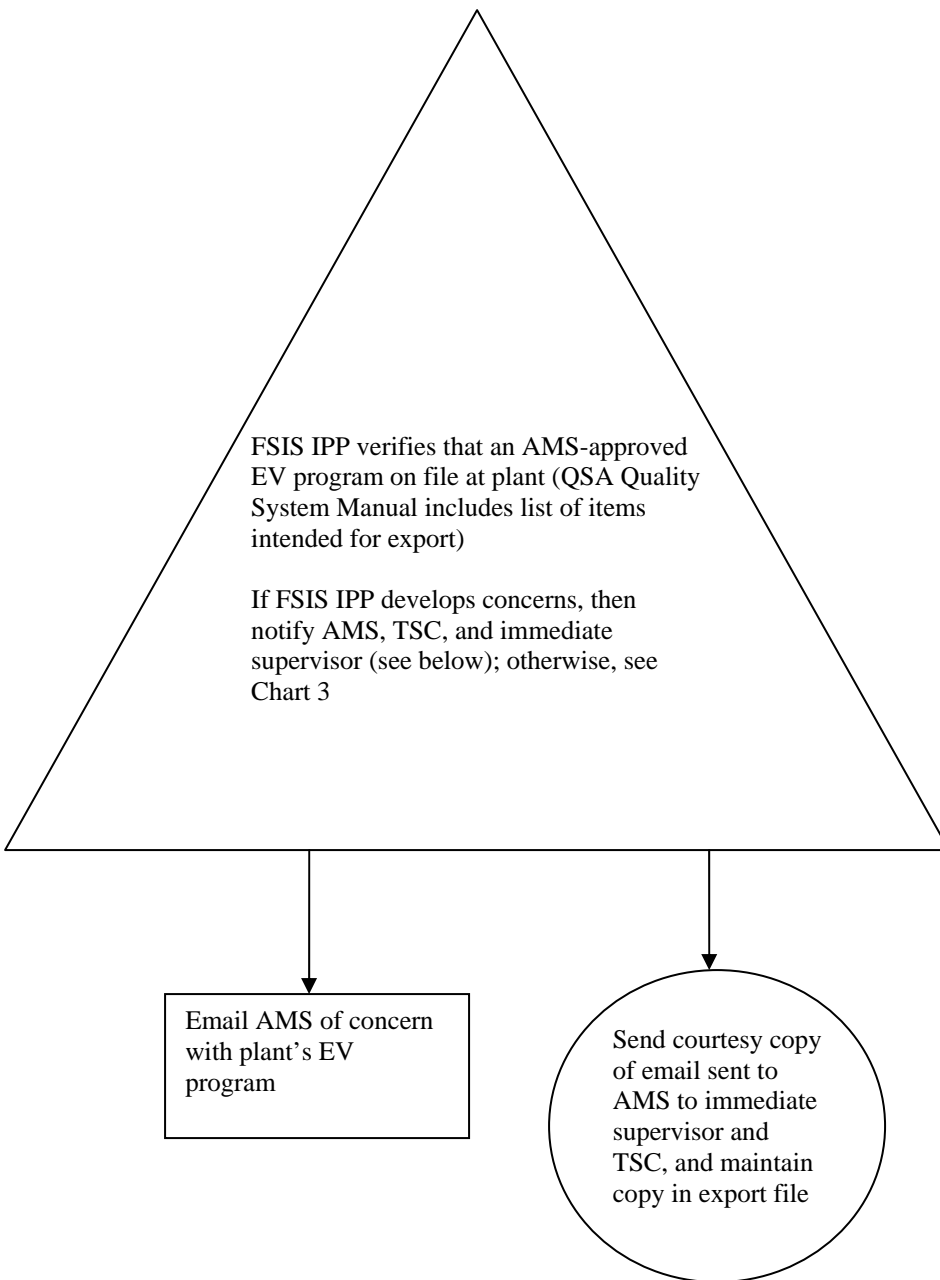 FSIS IPP verifies that an AMS-approved
EV program on file at plant (QSA Quality
System Manual includes list of items
intended for export)
If FSIS IPP develops concerns, then
notify AMS, TSC, and immediate
supervisor (see below); otherwise, see
Chart 3
Email AMS of concern
with plant's EV
program
Send courtesy copy
of email sent to
AMS to immediate
supervisor and
TSC, and maintain
copy in export file